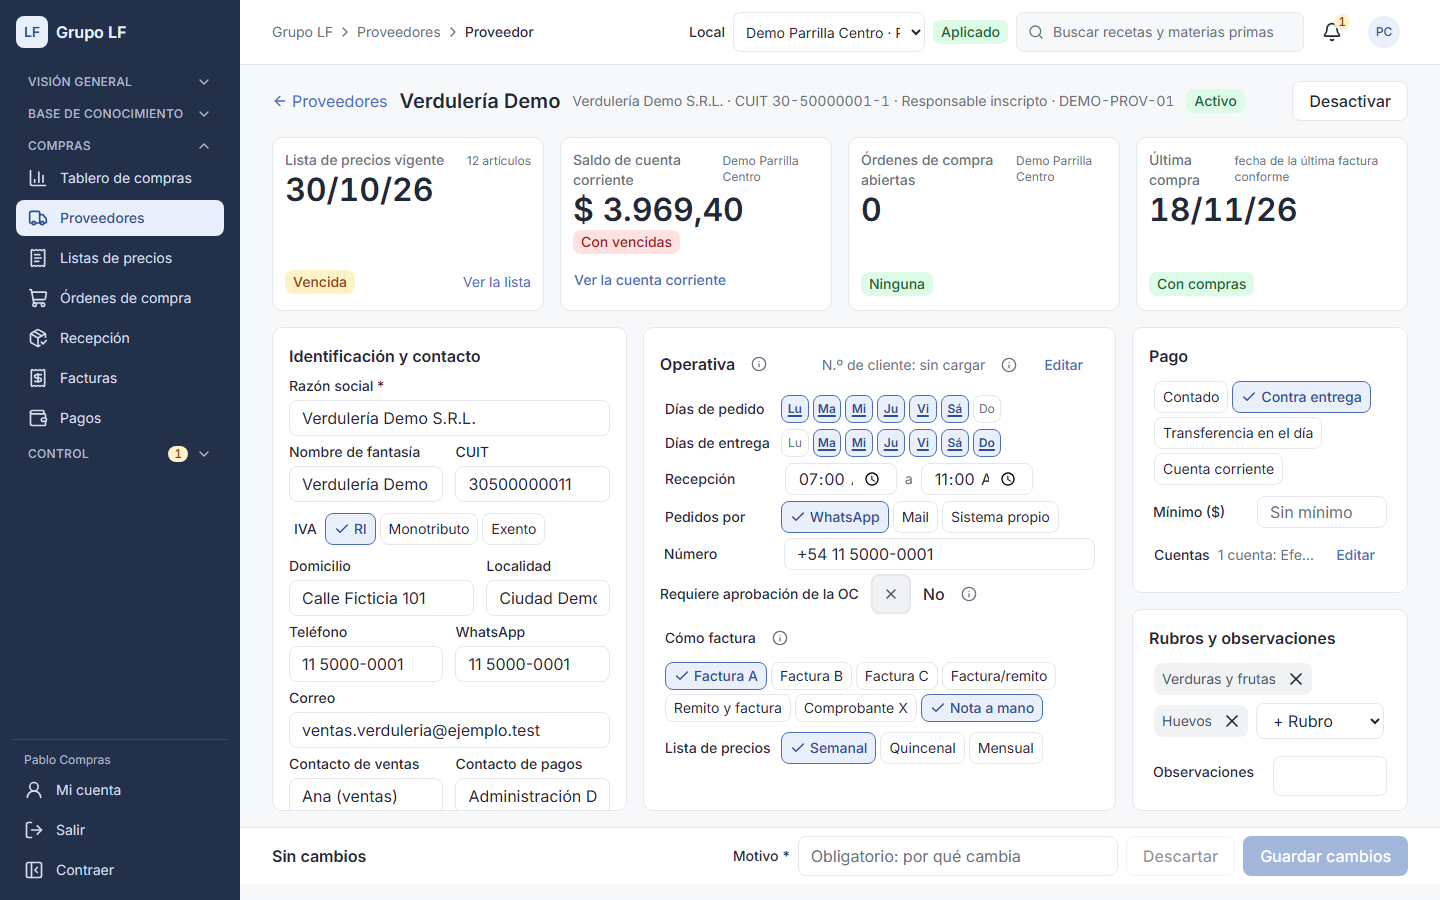 LF Grupo LF
VISIÓN GENERAL
BASE DE CONOCIMIENTO
COMPRAS
Tablero de compras
Proveedores
Listas de precios
Órdenes de compra
Recepción
Facturas
Pagos
CONTROL 1
Pablo Compras
Mi cuenta
Salir
Contraer
Grupo LF > Proveedores > Proveedor
Local Demo Parrilla Centro · Aplicado Buscar recetas y materias primas 1 PC
← Proveedores Verdulería Demo Verdulería Demo S.R.L. · CUIT 30-50000001-1 · Responsable inscripto · DEMO-PROV-01 Activo Desactivar
Lista de precios vigente 12 artículos
30/10/26
Vencida Ver la lista
Saldo de cuenta corriente Demo Parrilla Centro
$ 3.969,40
Con vencidas
Ver la cuenta corriente
Órdenes de compra abiertas Demo Parrilla Centro
0
Ninguna
Última compra fecha de la última factura conforme
18/11/26
Con compras
Identificación y contacto
Razón social *
Verdulería Demo S.R.L.
Nombre de fantasía CUIT
Verdulería Demo 30500000011
IVA RI Monotributo Exento
Domicilio Localidad
Calle Ficticia 101 Ciudad Demo
Teléfono WhatsApp
11 5000-0001 11 5000-0001
Correo
ventas.verduleria@ejemplo.test
Contacto de ventas Contacto de pagos
Ana (ventas) Administración D
Operativa N.º de cliente: sin cargar Editar
Días de pedido Lu Ma Mi Ju Vi Sá Do
Días de entrega Lu Ma Mi Ju Vi Sá Do
Recepción 07:00 a 11:00 A
Pedidos por WhatsApp Mail Sistema propio
Número +54 11 5000-0001
Requiere aprobación de la OC No
Cómo factura
Factura A Factura B Factura C Factura/remito
Remito y factura Comprobante X Nota a mano
Lista de precios Semanal Quincenal Mensual
Pago
Contado Contra entrega
Transferencia en el día
Cuenta corriente
Mínimo ($) Sin mínimo
Cuentas 1 cuenta: Efe... Editar
Rubros y observaciones
Verduras y frutas
Huevos + Rubro
Observaciones
Sin cambios Motivo * Obligatorio: por qué cambia Descartar Guardar cambios